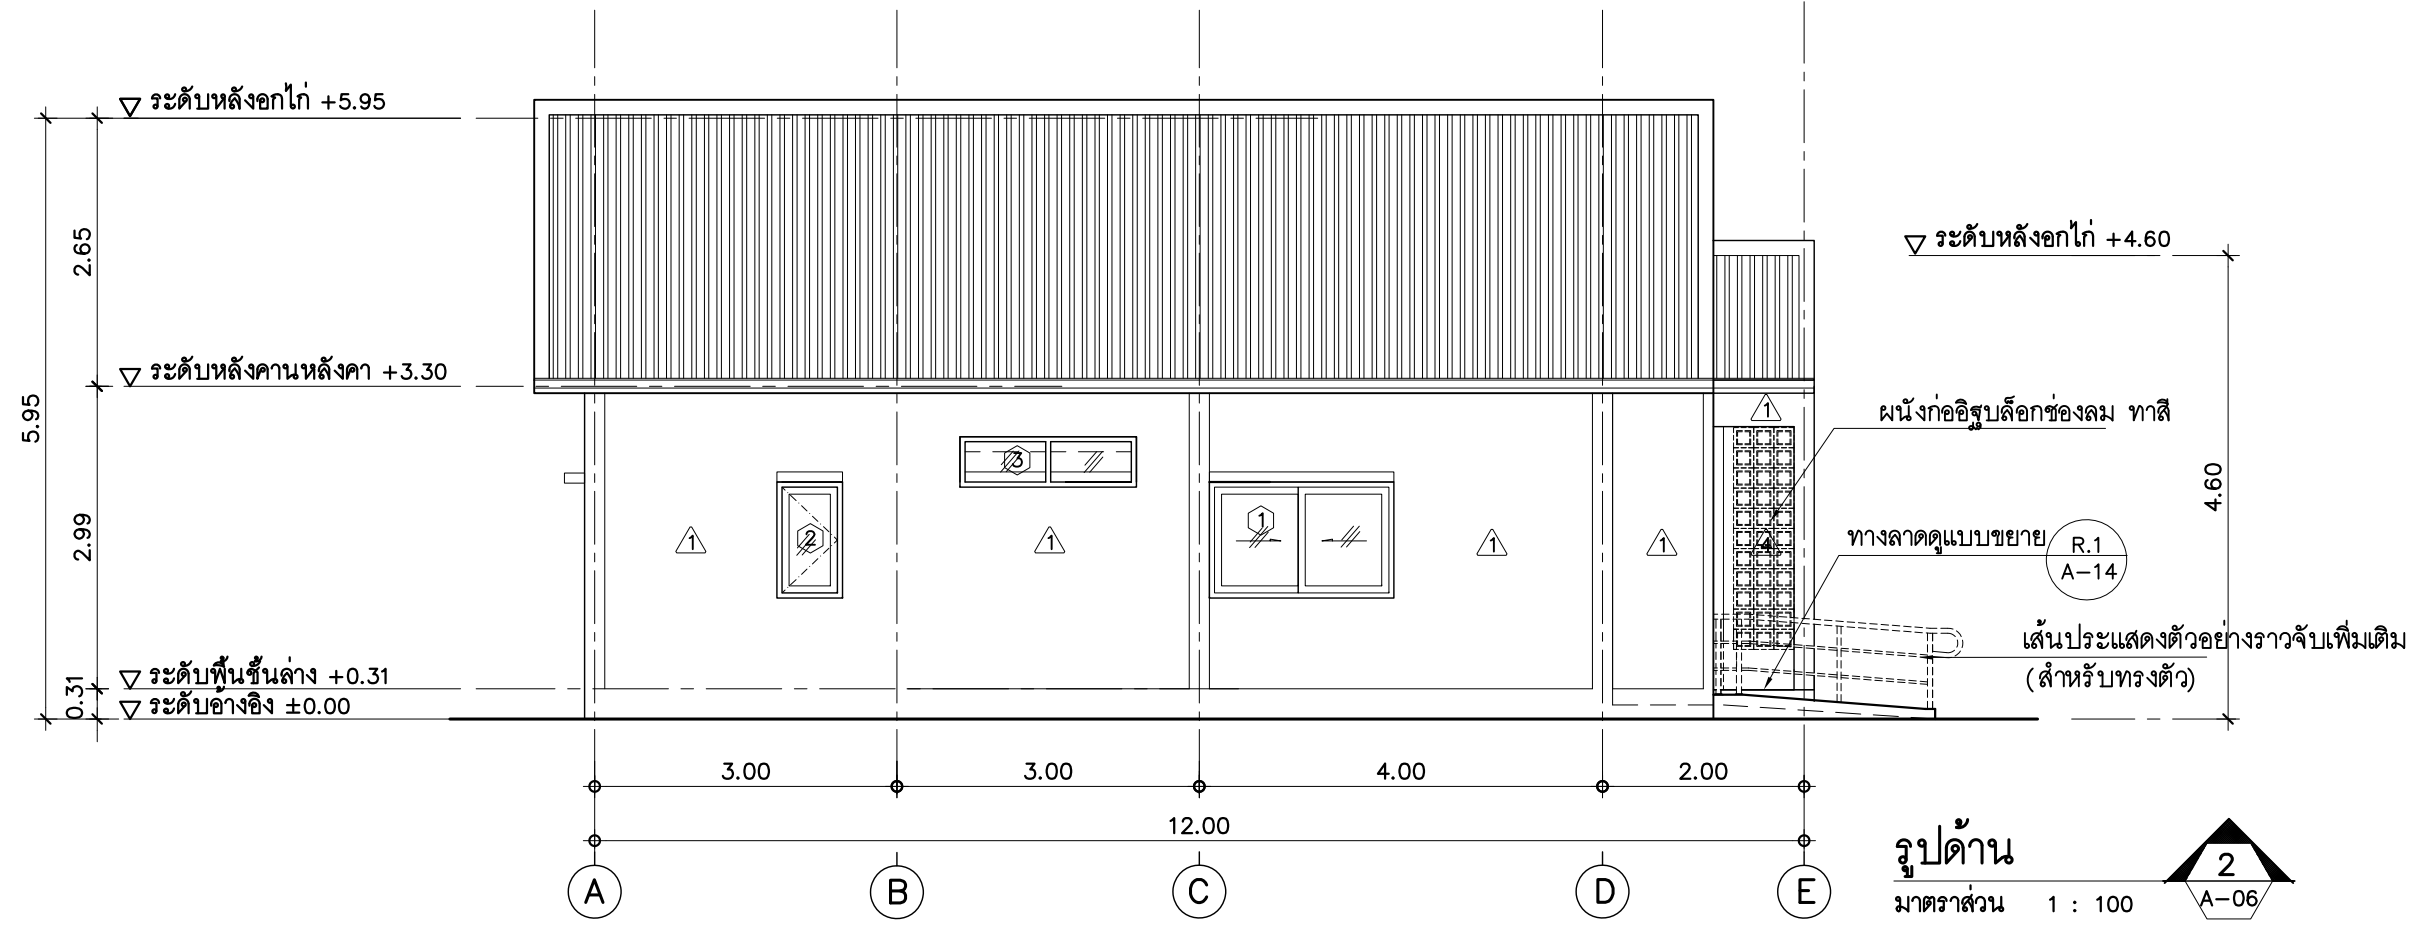 ระดับหลังอกไก่ +5.95
ระดับหลังอกไก่ +4.60
2.65
ระดับหลังคานหลังคา +3.30
5.95
ผนังก่ออิฐบล็อกช่องลม ทาสี
1
3
4.60
2.99
1
2
1
1
1
1
4
ทางลาดดูแบบขยาย
R.1
A-14
เส้นประแสดงตัวอย่างราวจับเพิ่มเติม
(สำหรับทรงตัว)
ระดับพื้นชั้นล่าง +0.31
0.31
ระดับอ้างอิง ±0.00
3.00 3.00 4.00 2.00
12.00
A B C D E
รูปด้าน
มาตราส่วน 1 : 100
2
A-06